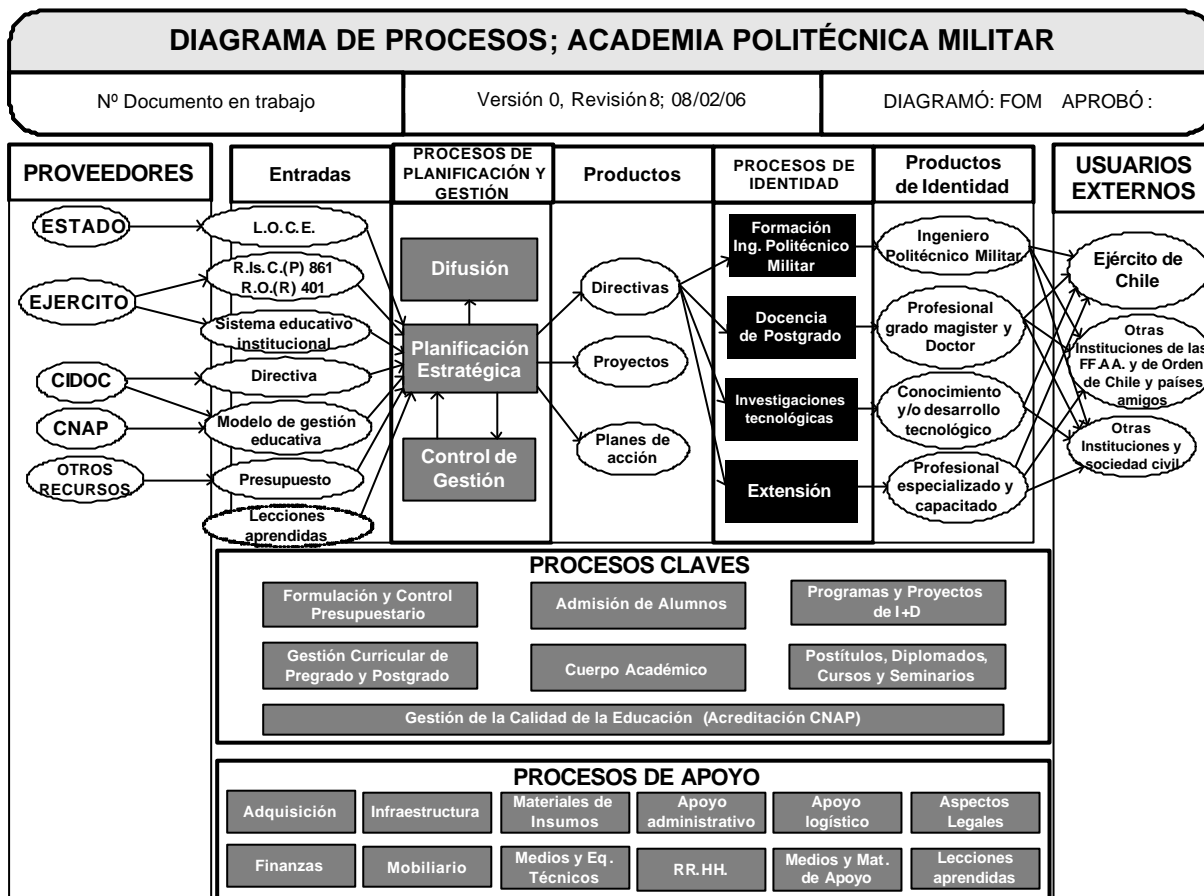 DIAGRAMA DE PROCESOS; ACADEMIA POLITÉCNICA MILITAR
Nº Documento en trabajo
Versión 0, Revisión 8; 08/02/06
DIAGRAMÓ: FOM APROBÓ :
PROVEEDORES
Entradas
PROCESOS DE
PLANIFICACIÓN Y
GESTIÓN
Productos
PROCESOS DE
IDENTIDAD
Productos
de Identidad
USUARIOS
EXTERNOS
ESTADO
EJERCITO
CIDOC
CNAP
OTROS
RECURSOS
L.O.C.E.
R.Is.C.(P) 861
R.O.(R) 401
Sistema educativo
institucional
Directiva
Modelo de gestión
educativa
Presupuesto
Lecciones
aprendidas
Difusión
Planificación
Estratégica
Control de
Gestión
Directivas
Proyectos
Planes de
acción
Formación
Ing. Politécnico
Militar
Docencia
de Postgrado
Investigaciones
tecnológicas
Extensión
Ingeniero
Politécnico Militar
Profesional
grado magister y
Doctor
Conocimiento
y/o desarrollo
tecnológico
Profesional
especializado y
capacitado
Ejército de
Chile
Otras
Instituciones de las
FF.AA. y de Orden
de Chile y países
amigos
Otras
Instituciones y
sociedad civil
PROCESOS CLAVES
Formulación y Control
Presupuestario
Admisión de Alumnos
Programas y Proyectos
de I+D
Gestión Curricular de
Pregrado y Postgrado
Cuerpo Académico
Postítulos, Diplomados,
Cursos y Seminarios
Gestión de la Calidad de la Educación (Acreditación CNAP)
PROCESOS DE APOYO
Adquisición
Infraestructura
Materiales de
Insumos
Apoyo
administrativo
Apoyo
logístico
Aspectos
Legales
Finanzas
Mobiliario
Medios y Eq.
Técnicos
RR.HH.
Medios y Mat.
de Apoyo
Lecciones
aprendidas